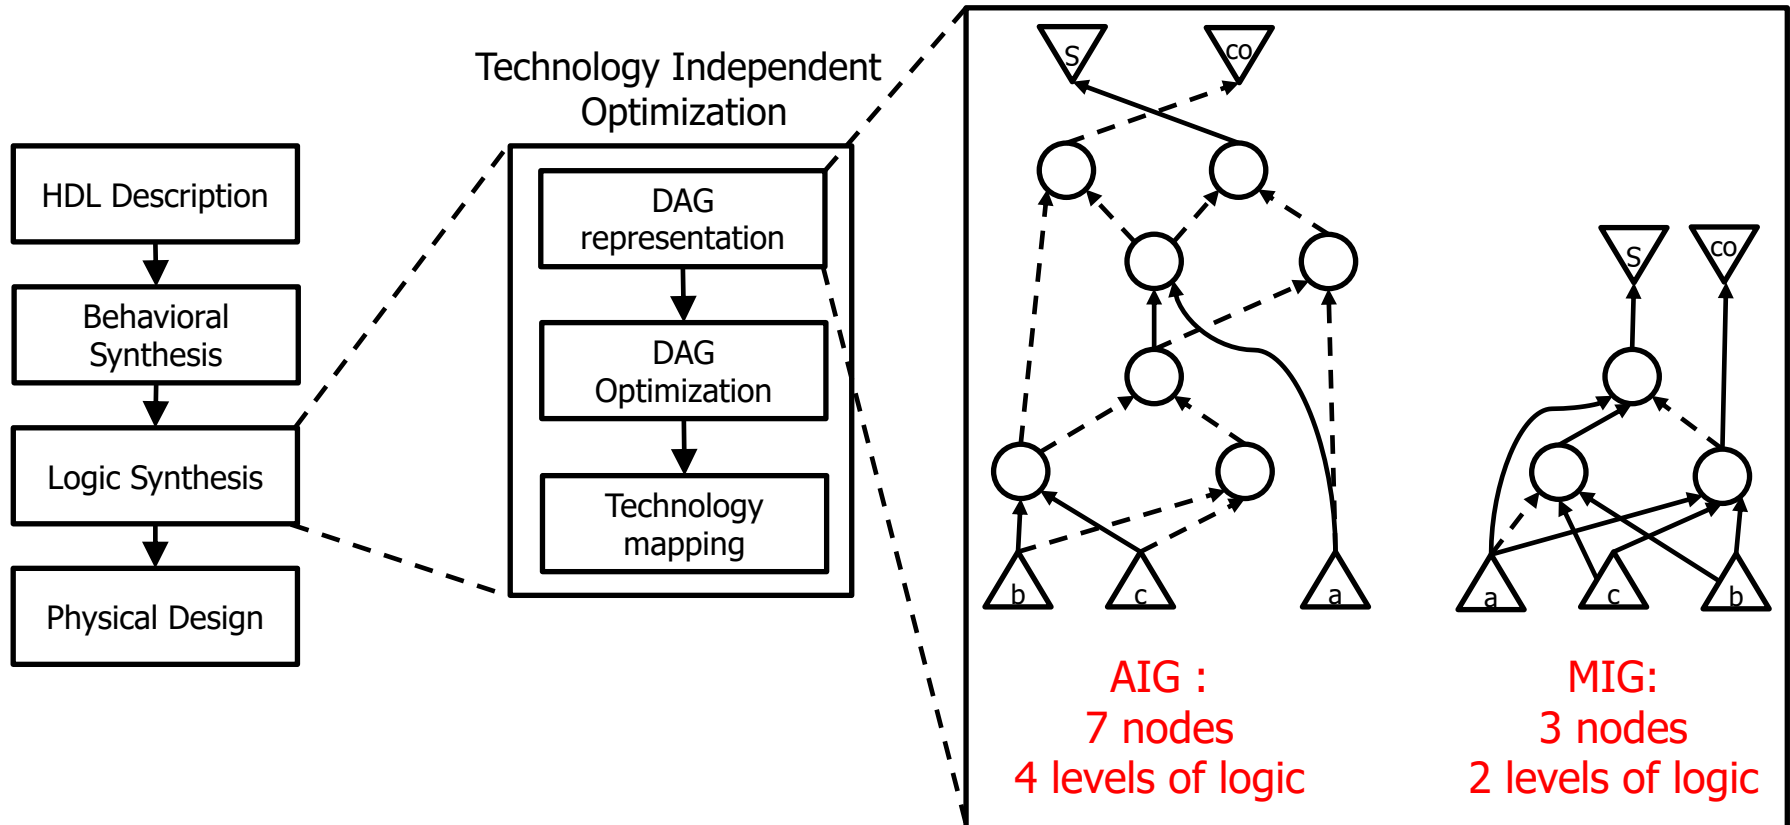 HDL Description
Behavioral
Synthesis
Logic Synthesis
Physical Design
Technology Independent
Optimization
DAG
representation
DAG
Optimization
Technology
mapping
S
co
b
c
a
AIG :
7 nodes
4 levels of logic
S
co
a
c
b
MIG:
3 nodes
2 levels of logic